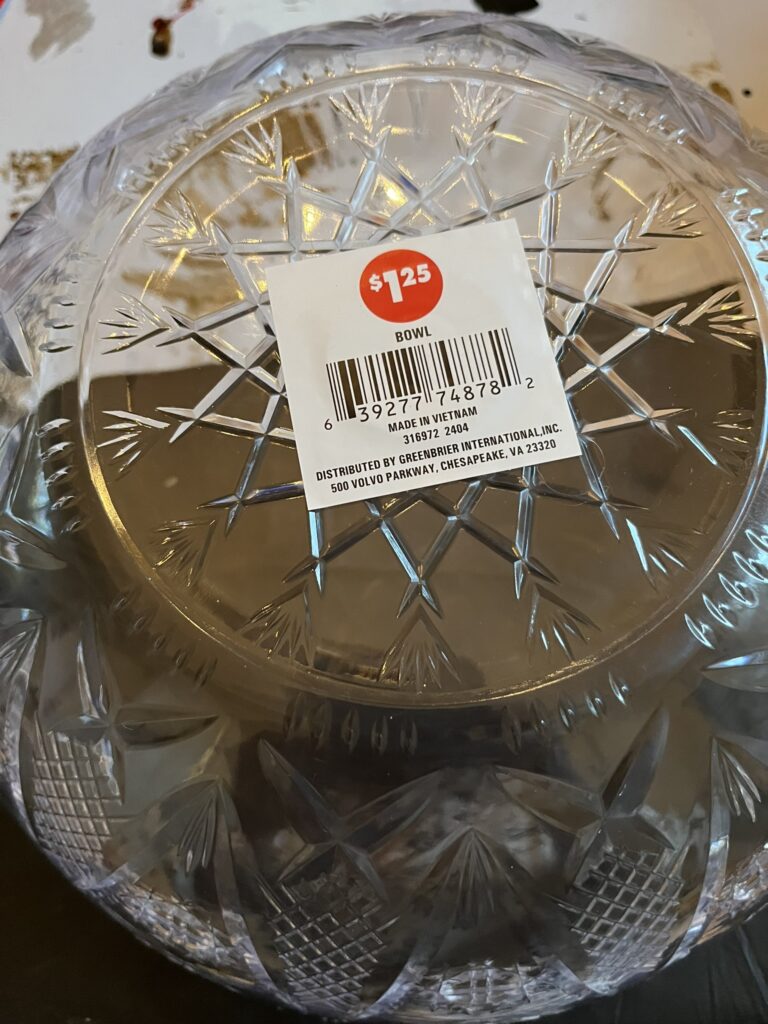 $1.25
BOWL
6 39277 74878 2
MADE IN VIETNAM
316972 2404
DISTRIBUTED BY GREENBRIER INTERNATIONAL,INC.
500 VOLVO PARKWAY, CHESAPEAKE, VA 23320